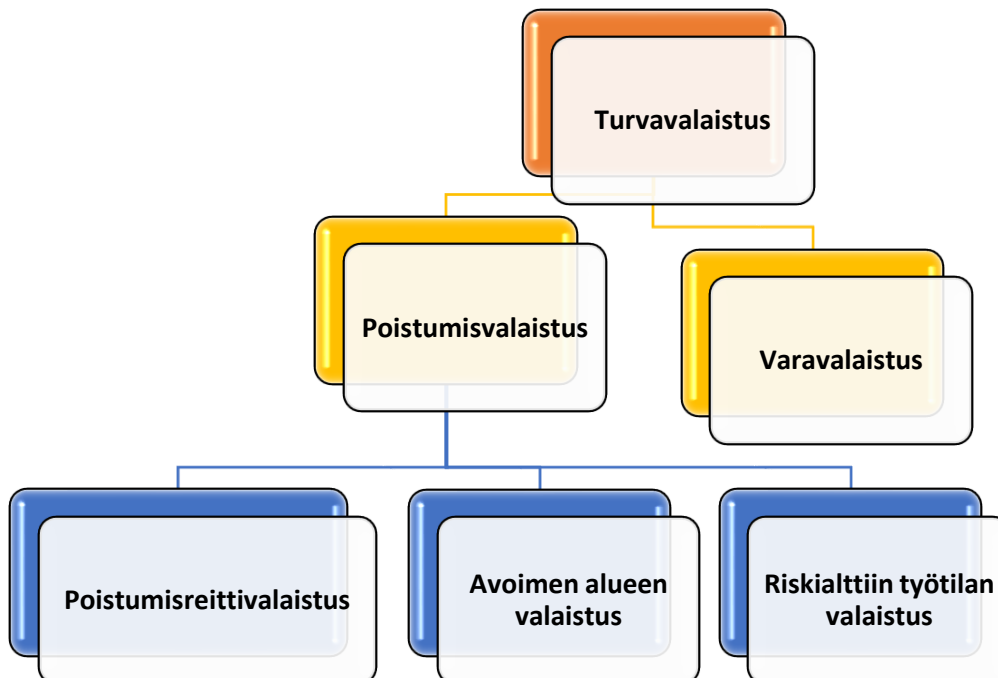 Turvavalaistus
Poistumisvalaistus
Varavalaistus
Poistumisreittivalaistus
Avoimen alueen
valaistus
Riskialttiin työtilan
valaistus